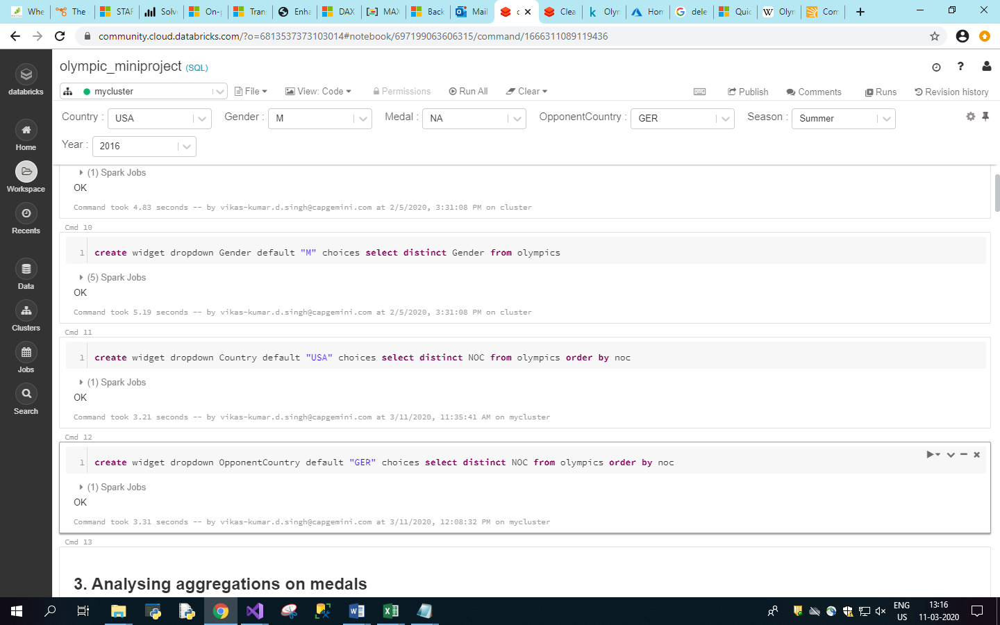 Whe
The
STAF
Solv
On-p
Tran
Enha
DAX
MAX
Back
Mail
c
Clea
Olyn
Hom
dele
Quic
Olyn
Com
community.cloud.databricks.com/?o=6813537373103014#notebook/697199063606315/command/1666311089119436
databricks
Home
Workspace
Recents
Data
Clusters
Jobs
Search
olympic_miniproject (SQL)
mycluster File View: Code Permissions Run All Clear Publish Comments Runs Revision history
Country : USA Gender : M Medal : NA OpponentCountry : GER Season : Summer
Year : 2016
(1) Spark Jobs
OK
Command took 4.83 seconds -- by vikas-kumar.d.singh@capgemini.com at 2/5/2020, 3:31:08 PM on cluster
Cmd 10
1 create widget dropdown Gender default "M" choices select distinct Gender from olympics
(5) Spark Jobs
OK
Command took 5.19 seconds -- by vikas-kumar.d.singh@capgemini.com at 2/5/2020, 3:31:08 PM on cluster
Cmd 11
1 create widget dropdown Country default "USA" choices select distinct NOC from olympics order by noc
(1) Spark Jobs
OK
Command took 3.21 seconds -- by vikas-kumar.d.singh@capgemini.com at 3/11/2020, 11:35:41 AM on mycluster
Cmd 12
1 create widget dropdown OpponentCountry default "GER" choices select distinct NOC from olympics order by noc
(1) Spark Jobs
OK
Command took 3.31 seconds -- by vikas-kumar.d.singh@capgemini.com at 3/11/2020, 12:08:32 PM on mycluster
Cmd 13
3. Analysing aggregations on medals
ENG
US
13:16
11-03-2020